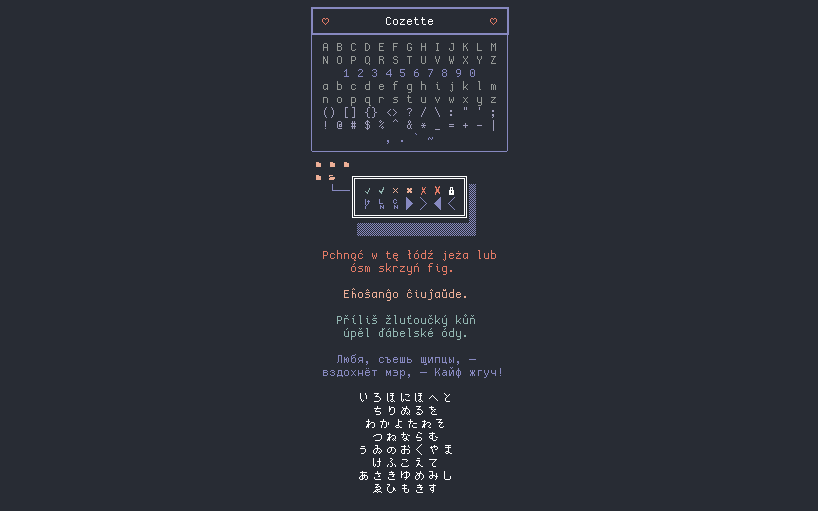 ♡ Cozette ♡
A B C D E F G H I J K L M
N O P Q R S T U V W X Y Z
1 2 3 4 5 6 7 8 9 0
a b c d e f g h i j k l m
n o p q r s t u v w x y z
() [] {} <> ? / \ : " ' ;
! @ # $ % ^ & * _ = + - |
, . ` ~
Pchnąć w tę łódź jeża lub
ósm skrzyń fig.
Eĥoŝanĝo ĉiuĵaŭde.
Příliš žluťoučký kůň
úpěl ďábelské ódy.
Любя, съешь щипцы, —
вздохнёт мэр, — Кайф жгуч!
いろほにほへと
ちりぬるを
わかよたれそ
つねならむ
うゐのおくやま
けふこえて
あさきゆめみし
ゑひもきす